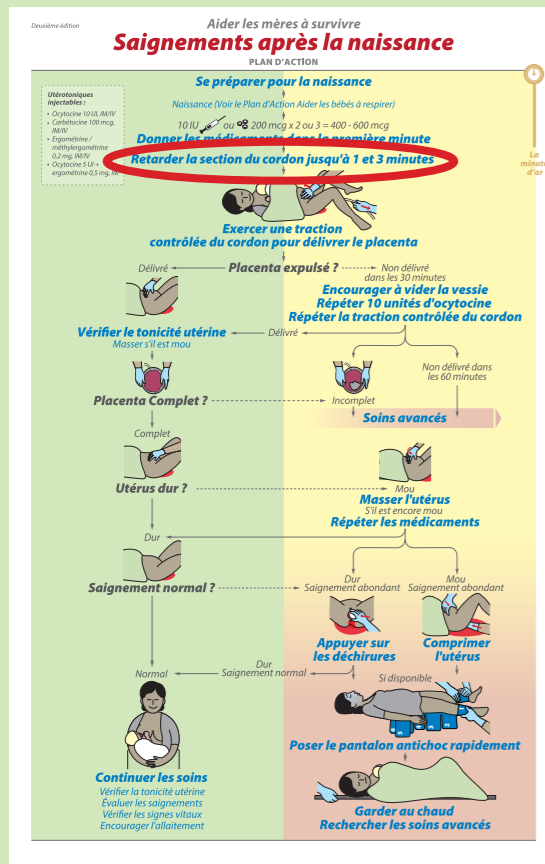 Deuxième édition
Aider les mères à survivre
Saignements après la naissance
PLAN D'ACTION
Utérotoniques
injectables :
• Ocytocine 10 UI, IM/IV
• Carbétocine 100 mcg,
IM/IV
• Ergométrine /
méthylergométrine
0,2 mg, IM/IV
• Ocytocine 5 UI +
ergométrine 0,5 mg, IM
Se préparer pour la naissance
Naissance (Voir le Plan d'Action Aider les bébés à respirer)
10 IU ou 200 mcg x 2 ou 3 = 400 - 600 mcg
Donner les médicaments dans la première minute
Retarder la section du cordon jusqu'à 1 et 3 minutes
La
minute
d'or
Exercer une traction
contrôlée du cordon pour délivrer le placenta
Délivré
Placenta expulsé ?
Non délivré
dans les 30 minutes
Encourager à vider la vessie
Répéter 10 unités d'ocytocine
Répéter la traction contrôlée du cordon
Vérifier le tonicité utérine
Masser s'il est mou
Délivré
Non délivré dans
les 60 minutes
Placenta Complet ?
Incomplet
Soins avancés
Complet
Utérus dur ?
Mou
Masser l'utérus
S'il est encore mou
Répéter les médicaments
Dur
Saignement normal ?
Dur
Saignement abondant
Mou
Saignement abondant
Appuyer sur
les déchirures
Comprimer
l'utérus
Normal
Dur
Saignement normal
Si disponible
Poser le pantalon antichoc rapidement
Continuer les soins
Vérifier la tonicité utérine
Évaluer les saignements
Vérifier les signes vitaux
Encourager l'allaitement
Garder au chaud
Rechercher les soins avancés